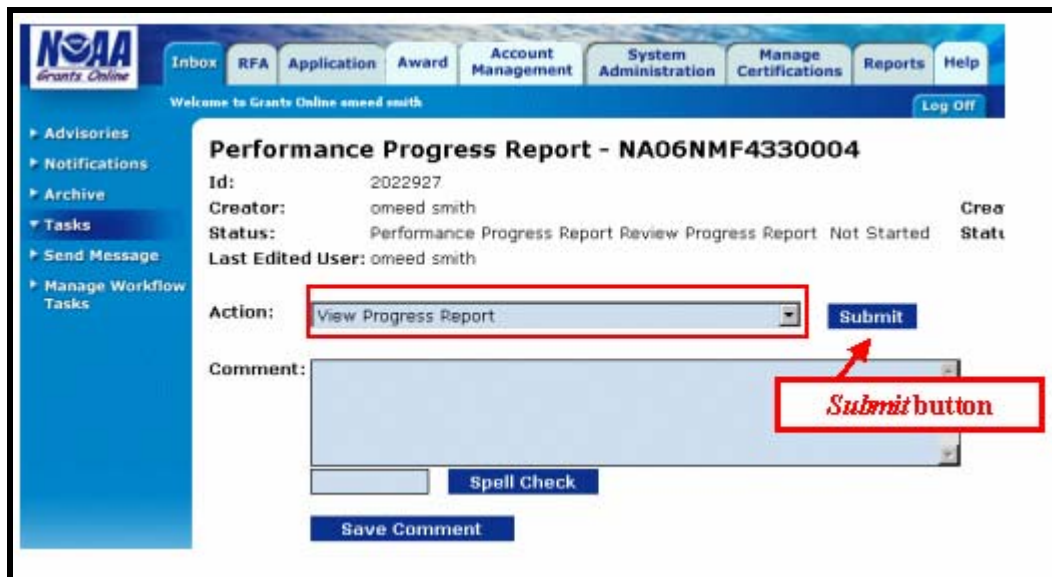 NOAA
Grants Online
Inbox RFA Application Award Account Management System Administration Manage Certifications Reports Help
Welcome to Grants Online omeed smith
Log Off
Advisories
Notifications
Archive
Tasks
Send Message
Manage Workflow Tasks
Performance Progress Report - NA06NMF4330004
Id: 2022927
Creator: omeed smith Crea
Status: Performance Progress Report Review Progress Report Not Started Statu
Last Edited User: omeed smith
Action: View Progress Report Submit
Comment:
Submit button
Spell Check
Save Comment